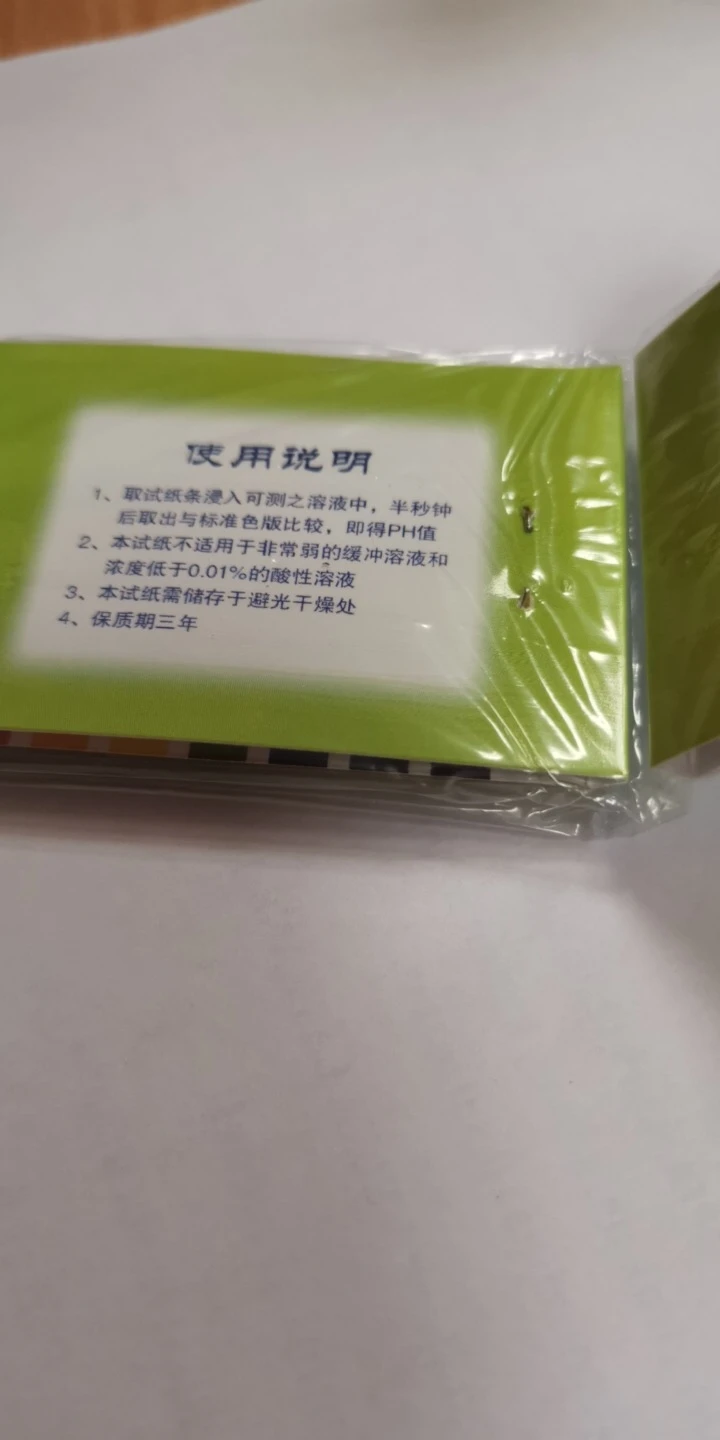 使用说明
1、取试纸条浸入可测之溶液中，半秒钟
后取出与标准色版比较，即得PH值
2、本试纸不适用于非常弱的缓冲溶液和
浓度低于0.01%的酸性溶液
3、本试纸需储存于避光干燥处
4、保质期三年